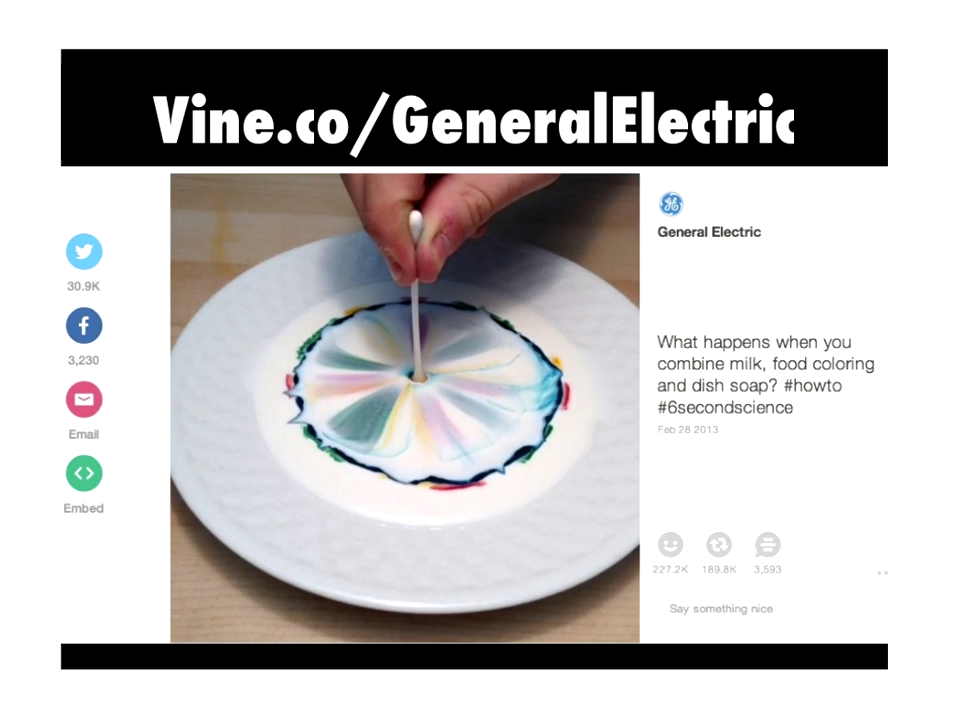 Vine.co/GeneralElectric
30.9K
3,230
Email
Embed
General Electric
What happens when you
combine milk, food coloring
and dish soap? #howto
#6secondscience
Feb 28 2013
227.2K 189.8K 3,593
Say something nice